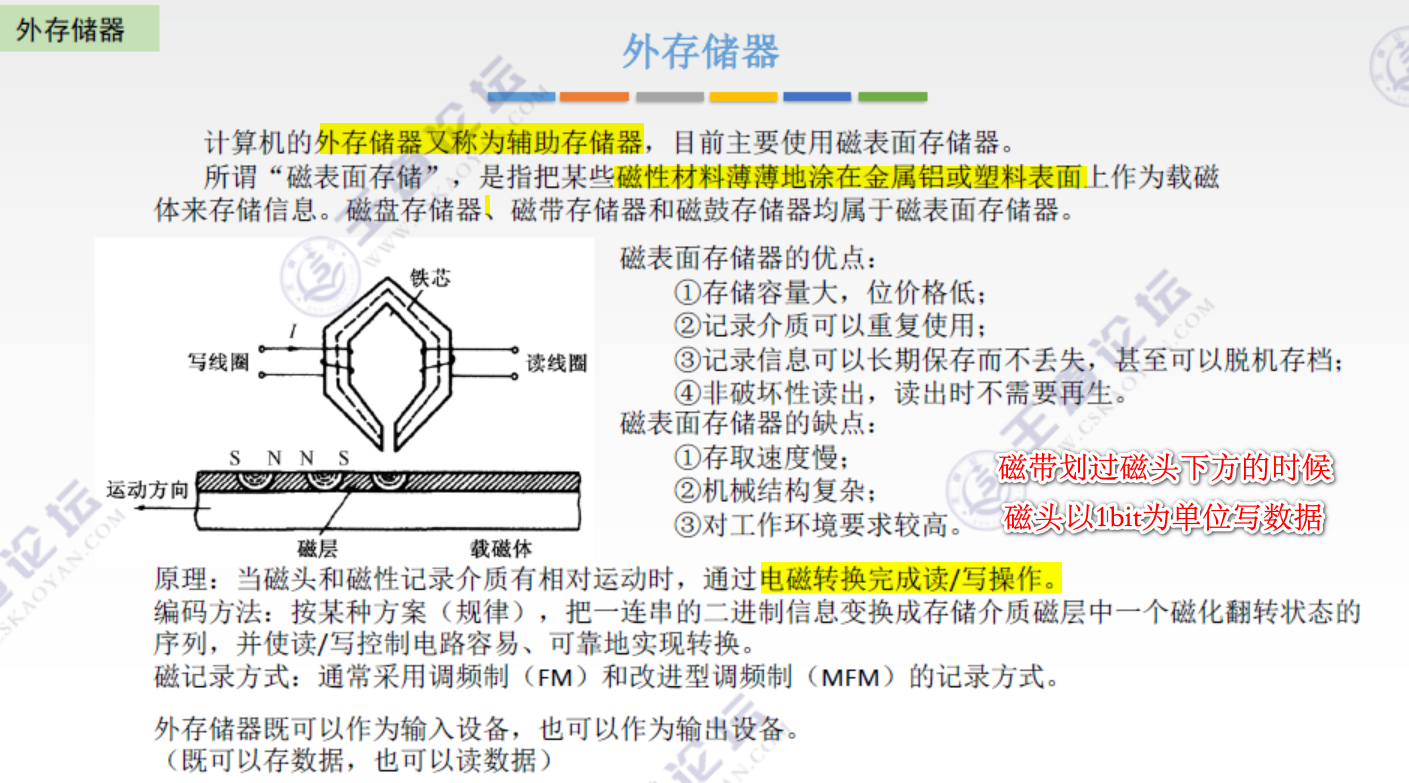 外存储器
外存储器
计算机的外存储器又称为辅助存储器，目前主要使用磁表面存储器。
所谓“磁表面存储”，是指把某些磁性材料薄薄地涂在金属铝或塑料表面上作为载磁
体来存储信息。磁盘存储器、磁带存储器和磁鼓存储器均属于磁表面存储器。
铁芯
I
写线圈
读线圈
S N N S
运动方向
磁层
载磁体
磁表面存储器的优点：
①存储容量大，位价格低；
②记录介质可以重复使用；
③记录信息可以长期保存而不丢失，甚至可以脱机存档；
④非破坏性读出，读出时不需要再生。
磁表面存储器的缺点：
①存取速度慢；
②机械结构复杂；
③对工作环境要求较高。
磁带划过磁头下方的时候
磁头以1bit为单位写数据
原理：当磁头和磁性记录介质有相对运动时，通过电磁转换完成读/写操作。
编码方法：按某种方案（规律），把一连串的二进制信息变换成存储介质磁层中一个磁化翻转状态的
序列，并使读/写控制电路容易、可靠地实现转换。
磁记录方式：通常采用调频制（FM）和改进型调频制（MFM）的记录方式。
外存储器既可以作为输入设备，也可以作为输出设备。
（既可以存数据，也可以读数据）
王道论坛
WWW.CSKAOYAN.COM